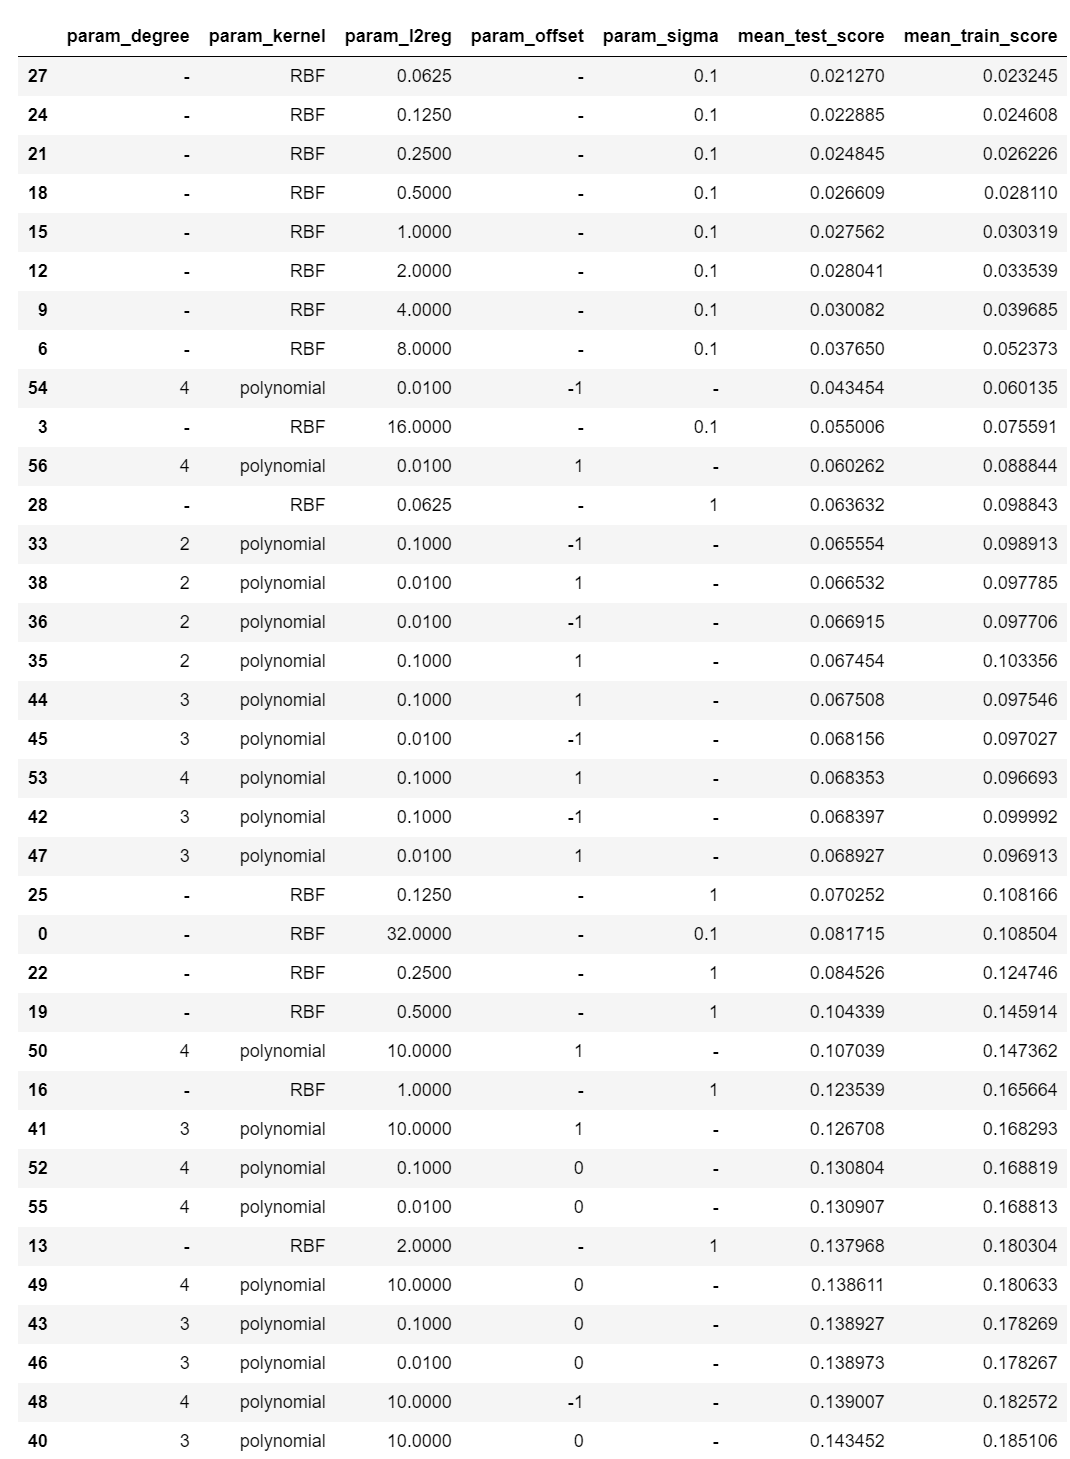 param_degree param_kernel param_l2reg param_offset param_sigma mean_test_score mean_train_score
27 - RBF 0.0625 - 0.1 0.021270 0.023245
24 - RBF 0.1250 - 0.1 0.022885 0.024608
21 - RBF 0.2500 - 0.1 0.024845 0.026226
18 - RBF 0.5000 - 0.1 0.026609 0.028110
15 - RBF 1.0000 - 0.1 0.027562 0.030319
12 - RBF 2.0000 - 0.1 0.028041 0.033539
9 - RBF 4.0000 - 0.1 0.030082 0.039685
6 - RBF 8.0000 - 0.1 0.037650 0.052373
54 4 polynomial 0.0100 -1 - 0.043454 0.060135
3 - RBF 16.0000 - 0.1 0.055006 0.075591
56 4 polynomial 0.0100 1 - 0.060262 0.088844
28 - RBF 0.0625 - 1 0.063632 0.098843
33 2 polynomial 0.1000 -1 - 0.065554 0.098913
38 2 polynomial 0.0100 1 - 0.066532 0.097785
36 2 polynomial 0.0100 -1 - 0.066915 0.097706
35 2 polynomial 0.1000 1 - 0.067454 0.103356
44 3 polynomial 0.1000 1 - 0.067508 0.097546
45 3 polynomial 0.0100 -1 - 0.068156 0.097027
53 4 polynomial 0.1000 1 - 0.068353 0.096693
42 3 polynomial 0.1000 -1 - 0.068397 0.099992
47 3 polynomial 0.0100 1 - 0.068927 0.096913
25 - RBF 0.1250 - 1 0.070252 0.108166
0 - RBF 32.0000 - 0.1 0.081715 0.108504
22 - RBF 0.2500 - 1 0.084526 0.124746
19 - RBF 0.5000 - 1 0.104339 0.145914
50 4 polynomial 10.0000 1 - 0.107039 0.147362
16 - RBF 1.0000 - 1 0.123539 0.165664
41 3 polynomial 10.0000 1 - 0.126708 0.168293
52 4 polynomial 0.1000 0 - 0.130804 0.168819
55 4 polynomial 0.0100 0 - 0.130907 0.168813
13 - RBF 2.0000 - 1 0.137968 0.180304
49 4 polynomial 10.0000 0 - 0.138611 0.180633
43 3 polynomial 0.1000 0 - 0.138927 0.178269
46 3 polynomial 0.0100 0 - 0.138973 0.178267
48 4 polynomial 10.0000 -1 - 0.139007 0.182572
40 3 polynomial 10.0000 0 - 0.143452 0.185106